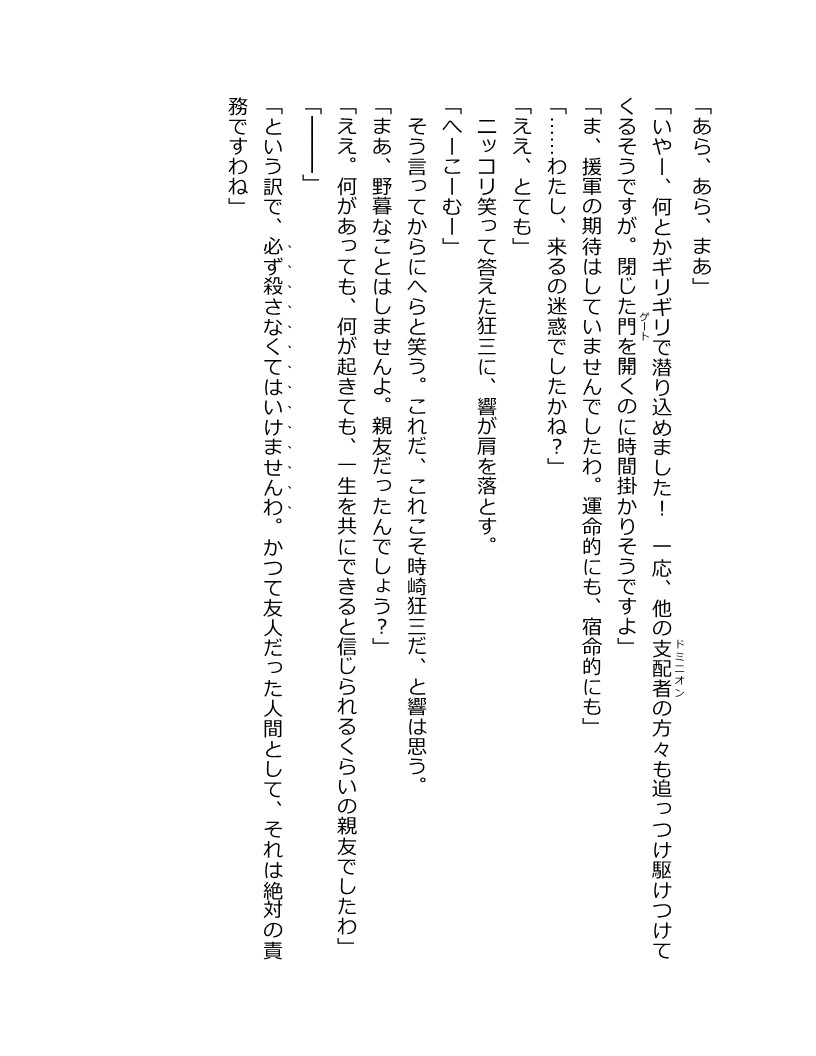 「あら、あら、まあ」
「いやー、何とかギリギリで潜り込めました！　一応、他の支配者の方々も追っつけ駆けつけて
ドミニオン
くるそうですが。閉じた門を開くのに時間掛かりそうですよ」
ゲート
「ま、援軍の期待はしていませんでしたわ。運命的にも、宿命的にも」
「……わたし、来るの迷惑でしたかね？」
「ええ、とても」
　ニッコリ笑って答えた狂三に、響が肩を落とす。
「へーこーむー」
　そう言ってからにへらと笑う。これだ、これこそ時崎狂三だ、と響は思う。
「まあ、野暮なことはしませんよ。親友だったんでしょう？」
「ええ。何があっても、何が起きても、一生を共にできると信じられるくらいの親友でしたわ」
「―――」
「という訳で、必ず殺さなくてはいけませんわ。かつて友人だった人間として、それは絶対の責
務ですわね」